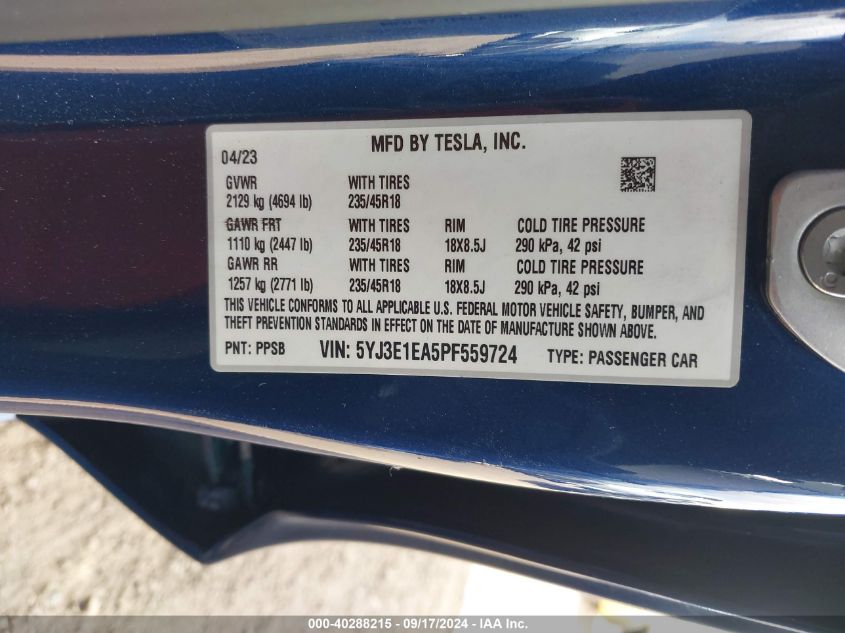 MFD BY TESLA, INC.
04/23
GVWR WITH TIRES
2129 kg (4694 lb) 235/45R18
GAWR FRT WITH TIRES RIM COLD TIRE PRESSURE
1110 kg (2447 lb) 235/45R18 18X8.5J 290 kPa, 42 psi
GAWR RR WITH TIRES RIM COLD TIRE PRESSURE
1257 kg (2771 lb) 235/45R18 18X8.5J 290 kPa, 42 psi
THIS VEHICLE CONFORMS TO ALL APPLICABLE U.S. FEDERAL MOTOR VEHICLE SAFETY, BUMPER, AND
THEFT PREVENTION STANDARDS IN EFFECT ON THE DATE OF MANUFACTURE SHOWN ABOVE.
PNT: PPSB VIN: 5YJ3E1EA5PF559724 TYPE: PASSENGER CAR
000-40288215 - 09/17/2024 - IAA Inc.